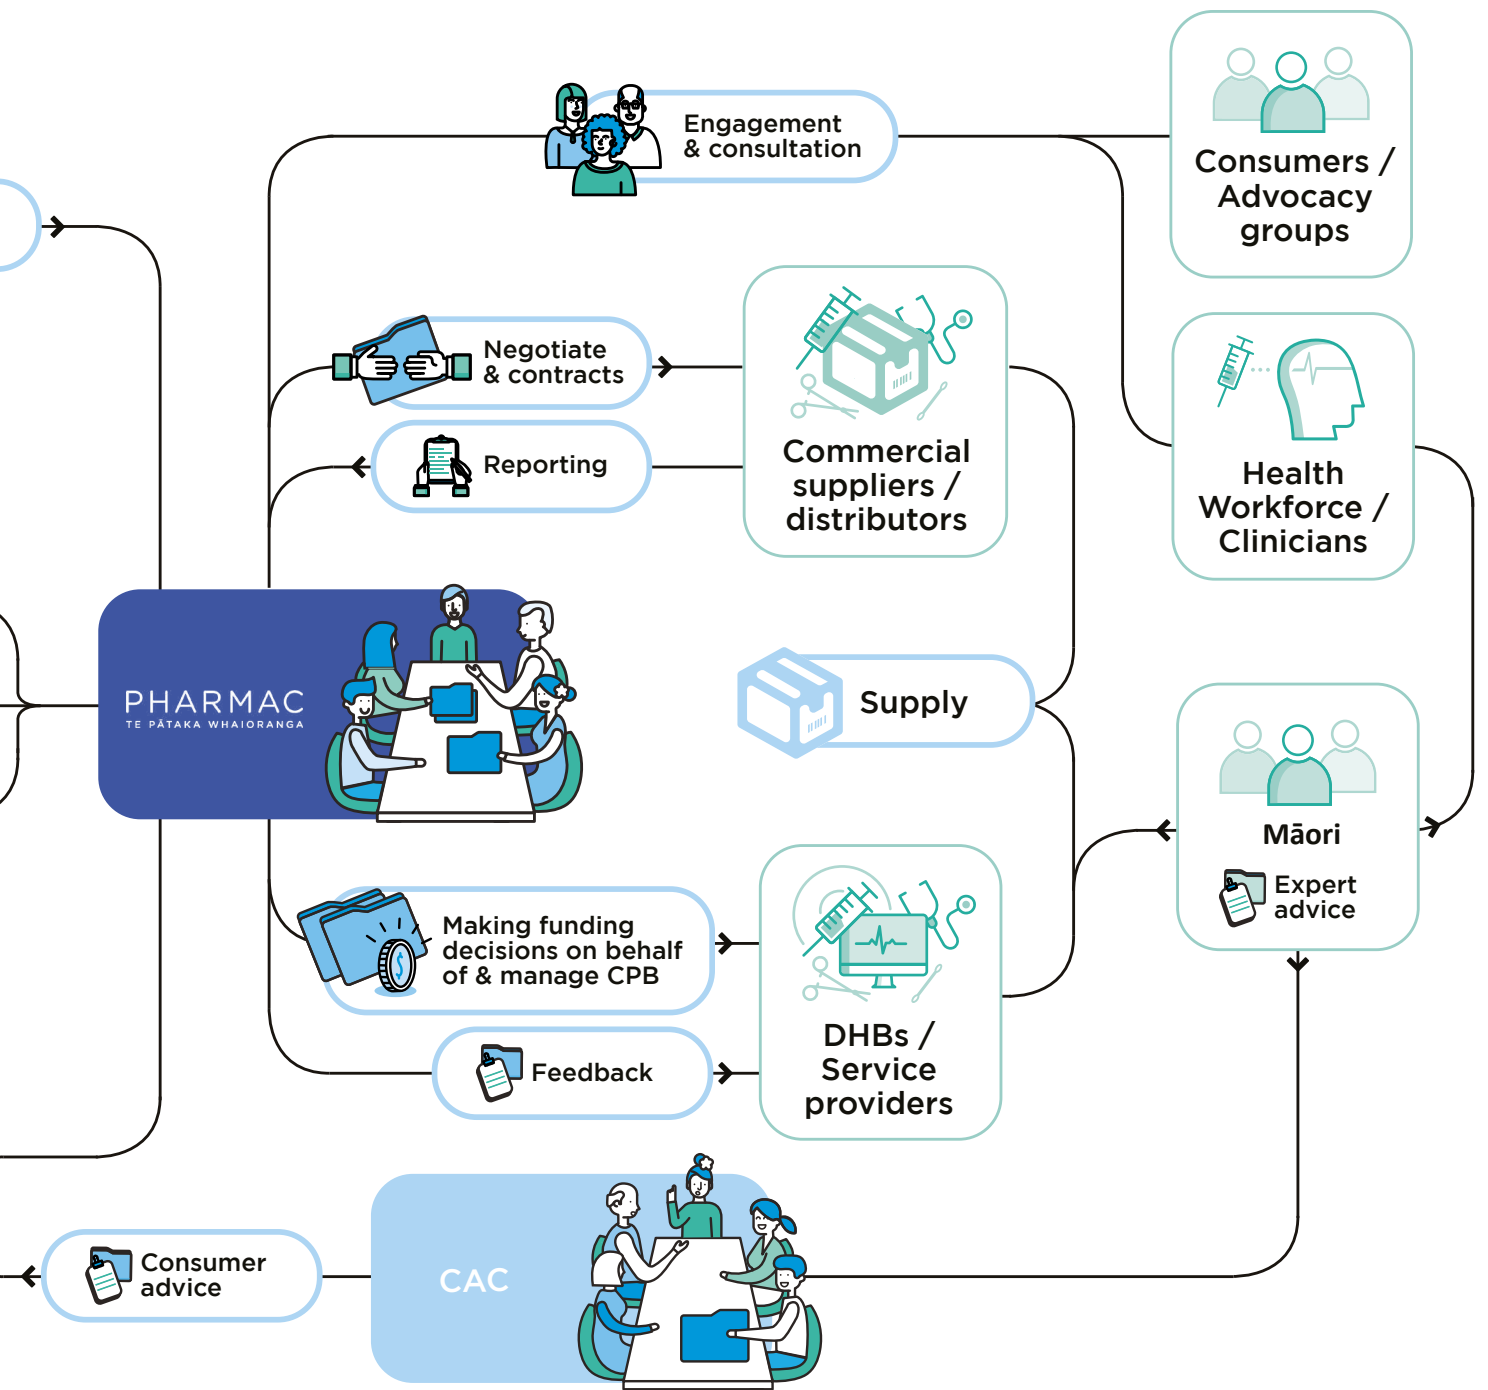 Engagement
& consultation
Consumers /
Advocacy
groups
Negotiate
& contracts
Reporting
Commercial
suppliers /
distributors
Health
Workforce /
Clinicians
PHARMAC
TE PĀTAKA WHAIORANGA
Supply
Māori
Expert
advice
Making funding
decisions on behalf
of & manage CPB
Feedback
DHBs /
Service
providers
Consumer
advice
CAC